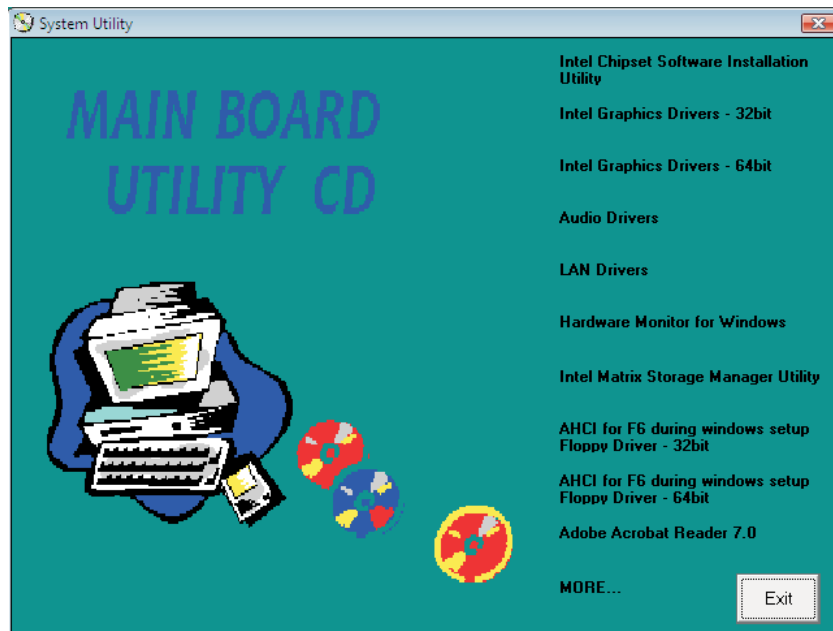 System Utility
MAIN BOARD
UTILITY CD
Intel Chipset Software Installation
Utility
Intel Graphics Drivers - 32bit
Intel Graphics Drivers - 64bit
Audio Drivers
LAN Drivers
Hardware Monitor for Windows
Intel Matrix Storage Manager Utility
AHCI for F6 during windows setup
Floppy Driver - 32bit
AHCI for F6 during windows setup
Floppy Driver - 64bit
Adobe Acrobat Reader 7.0
MORE...
Exit